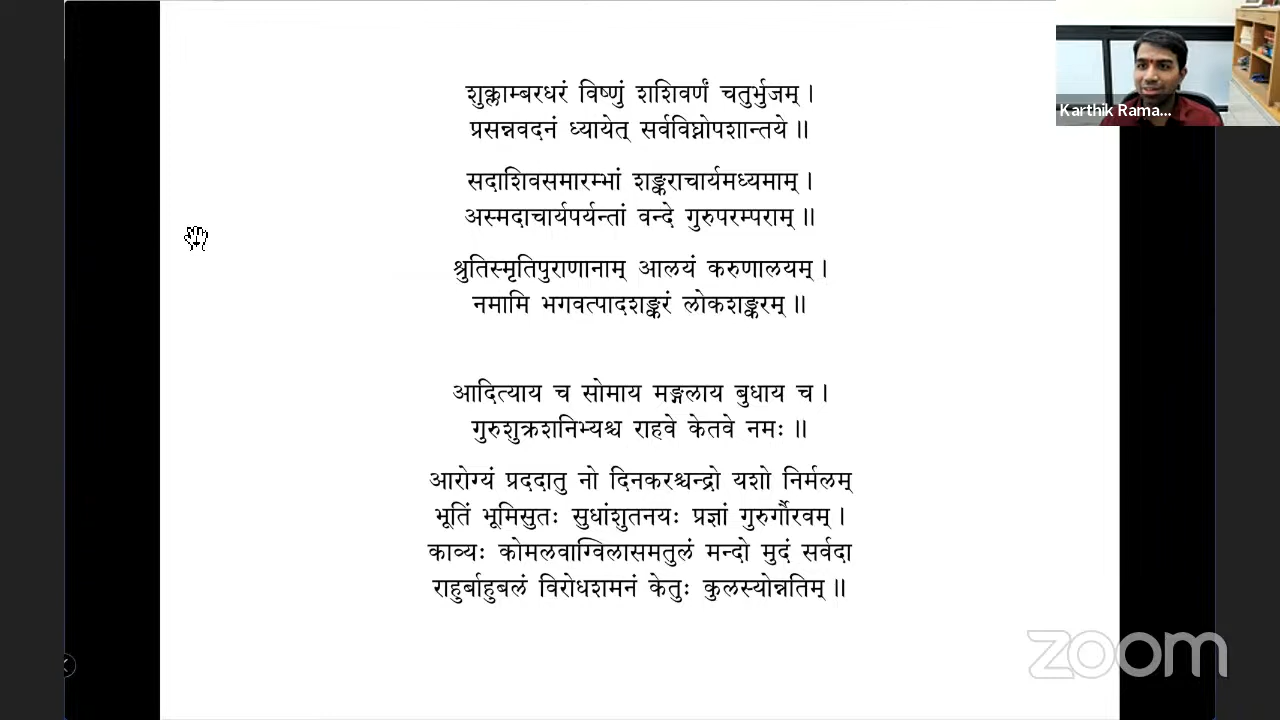 शुक्लाम्बरधरं विष्णुं शशिवर्णं चतुर्भुजम् ।
प्रसन्नवदनं ध्यायेत् सर्वविघ्नोपशान्तये ॥
सदाशिवसमारम्भां शङ्कराचार्यमध्यमाम् ।
अस्मदाचार्यपर्यन्तां वन्दे गुरुपरम्पराम् ॥
श्रुतिस्मृतिपुराणानाम् आलयं करुणालयम् ।
नमामि भगवत्पादशङ्करं लोकशङ्करम् ॥
आदित्याय च सोमाय मङ्गलाय बुधाय च ।
गुरुशुक्रशनिभ्यश्च राहवे केतवे नमः ॥
आरोग्यं प्रददातु नो दिनकरश्चन्द्रो यशो निर्मलम्
भूतिं भूमिसुतः सुधांशुतनयः प्रज्ञां गुरुर्गौरवम् ।
काव्यः कोमलवाग्विलासमतुलं मन्दो मुदं सर्वदा
राहुर्बाहुबलं विरोधशमनं केतुः कुलस्योन्नतिम् ॥
Karthik Rama...
zoom